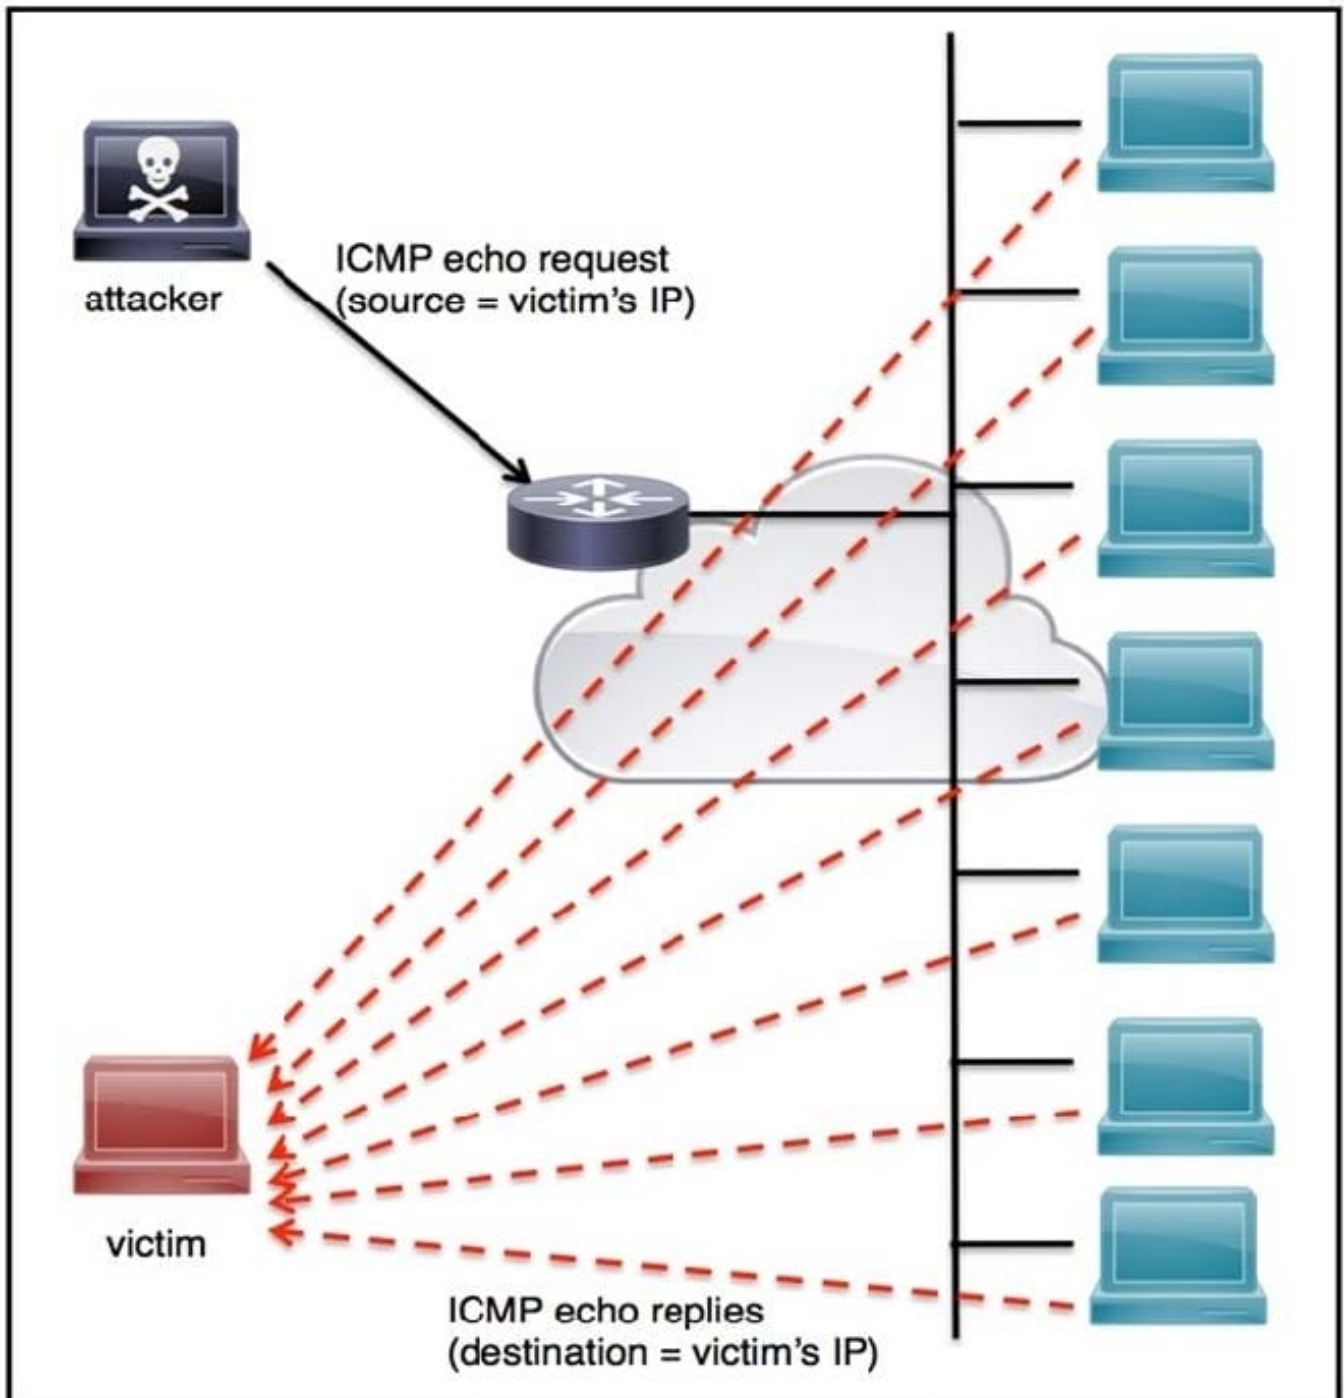 ICMP echo request
(source = victim's IP)
attacker
victim
ICMP echo replies
(destination = victim's IP)